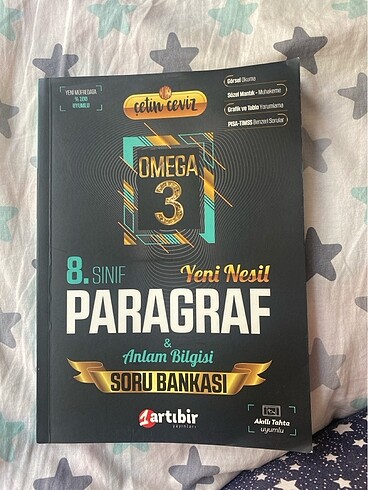 YENİ MÜFREDATA
% 100
UYUMLU
çetin ceviz
Görsel Okuma
Sözel Mantık - Muhakeme
Grafik ve Tablo Yorumlama
PISA-TIMSS Benzeri Sorular
OMEGA
3
8. SINIF
Yeni Nesil
PARAGRAF
&
Anlam Bilgisi
SORU BANKASI
1artıbir
yayınları
Akıllı Tahta
uyumlu